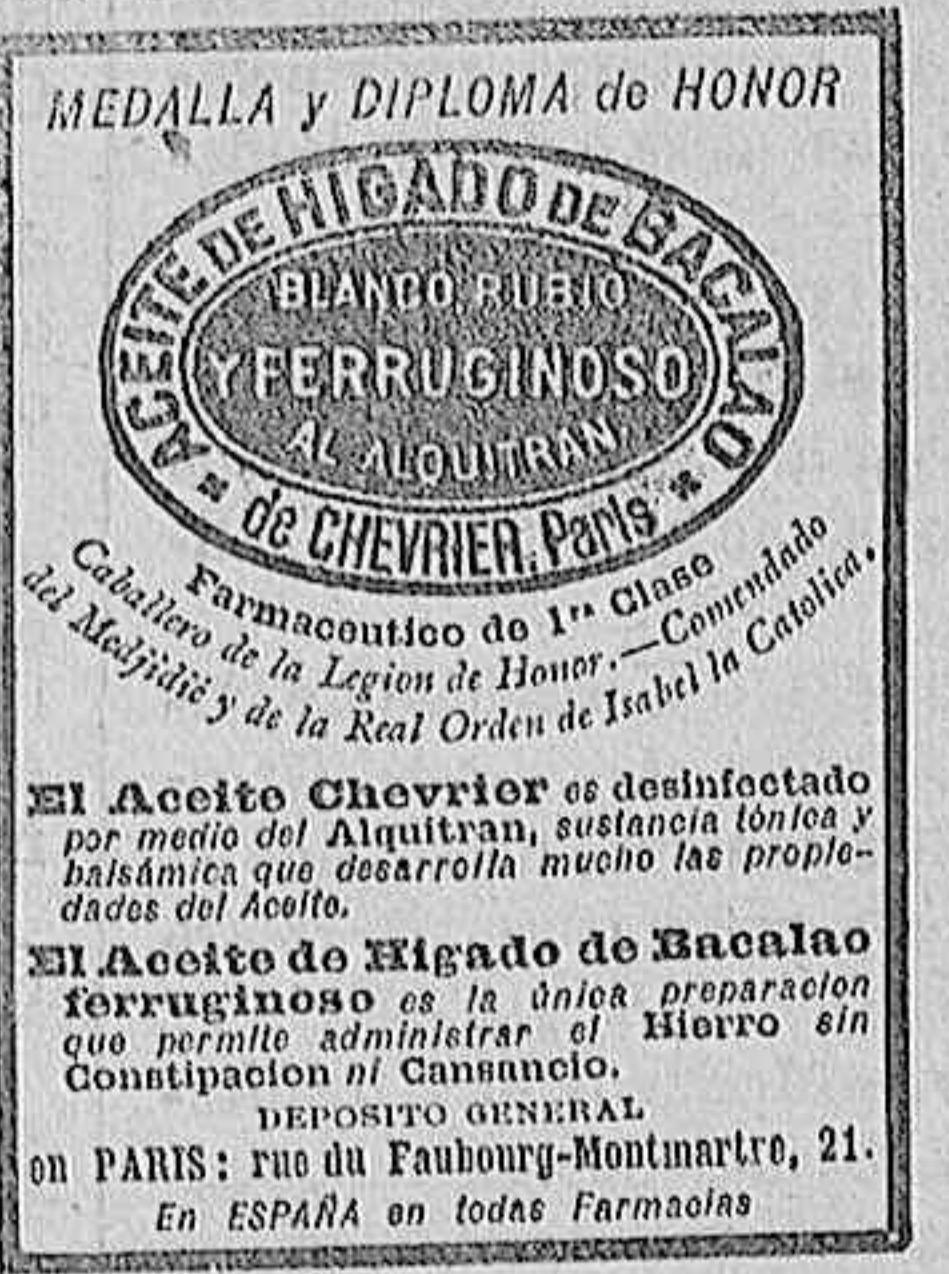 MEDALLA y DIPLOMA de HONOR
ACEITE DE HIGADO DE BACALAO
BLANCO, RUBIO
Y FERRUGINOSO
AL ALQUITRAN
* de CHEVRIER, Paris *
Farmaceutico de 1ra Clase
Caballero de la Legion de Honor.—Comendado
del Medjidié y de la Real Orden de Isabel la Catolica.
El Aceite Chevrier es desinfectado
por medio del Alquitran, sustancia tónica y
balsámica que desarrolla mucho las propie-
dades del Aceite.
El Aceite de Higado de Bacalao
ferruginoso es la única preparacion
que permite administrar el Hierro sin
Constipacion ni Cansancio.
DEPOSITO GENERAL
en PARIS: rue du Faubourg-Montmartre, 21.
En ESPAÑA en todas Farmacias